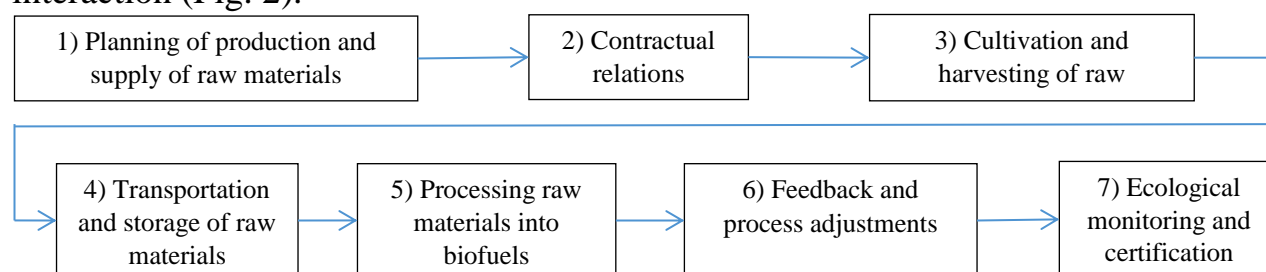 interaction (Fig. 2).
1) Planning of production and
supply of raw materials
2) Contractual
relations
3) Cultivation and
harvesting of raw
4) Transportation
and storage of raw
materials
5) Processing raw
materials into
biofuels
6) Feedback and
process adjustments
7) Ecological
monitoring and
certification